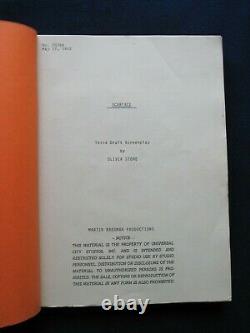 SCARFACE
Third Draft Screenplay
by
OLIVER STONE
MARTIN BREGMAN PRODUCTIONS
- NOTICE -
THIS MATERIAL IS THE PROPERTY OF UNIVERSAL
CITY STUDIOS, INC. AND IS INTENDED AND
RESTRICTED SOLELY FOR STUDIO USE BY STUDIO
PERSONNEL. DISTRIBUTION OR DISCLOSURE OF THE
MATERIAL TO UNAUTHORIZED PERSONS IS PRO-
HIBITED. THE SALE, COPYING OR REPRODUCTION OF
THIS MATERIAL IN ANY FORM IS ALSO PROHIBITED.
thimtb.com